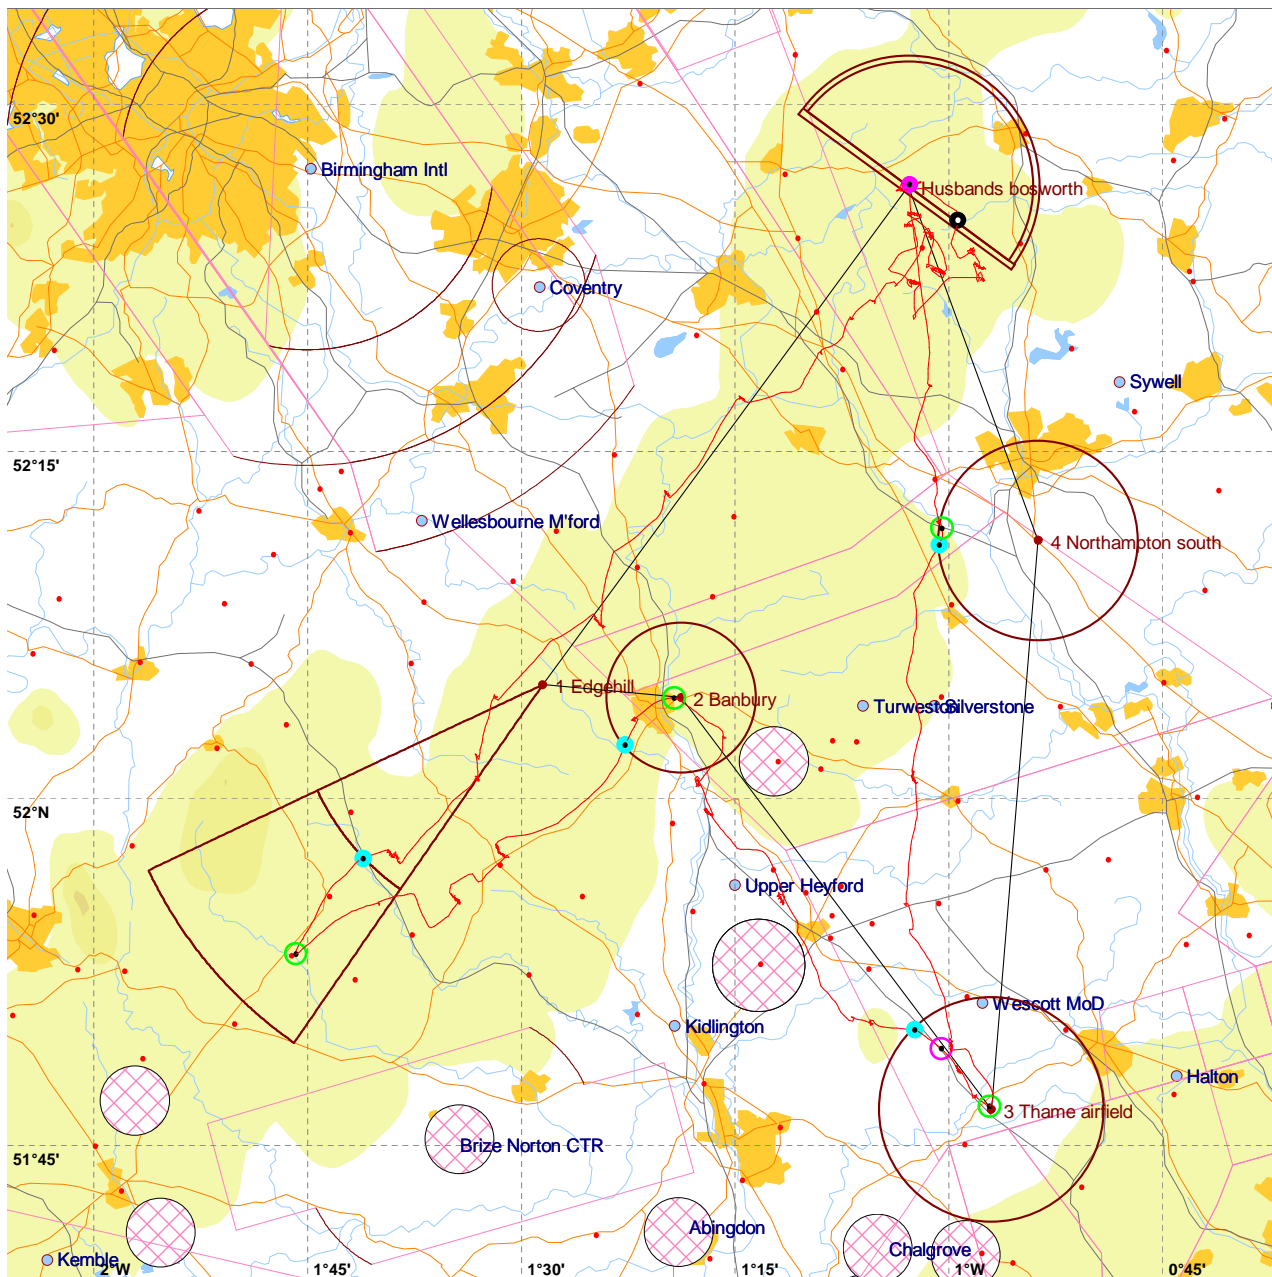 52°30'
Birmingham Intl
Husbands bosworth
Coventry
Sywell
52°15'
Wellesbourne M'ford
4 Northampton south
1 Edgehill
2 Banbury
Turweston
Silverstone
52°N
Upper Heyford
Wescott MoD
Kidlington
Halton
3 Thame airfield
51°45'
Brize Norton CTR
Abingdon
Chalgrove
Kemble
2°W
1°45'
1°30'
1°15'
1°W
0°45'